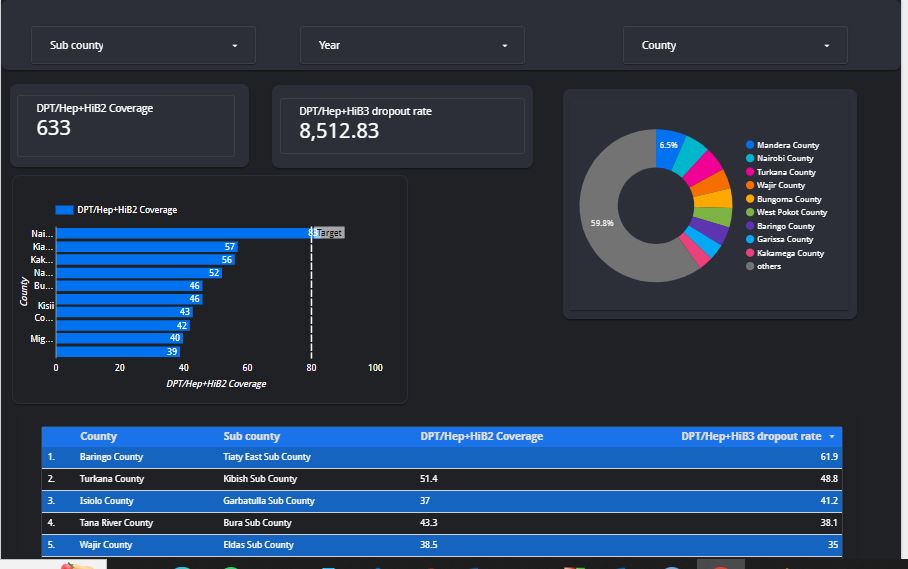 Sub county
Year
County
DPT/Hep+HiB2 Coverage
633
DPT/Hep+HiB3 dropout rate
8,512.83
6.5%
59.8%
Mandera County
Nairobi County
Turkana County
Wajir County
Bungoma County
West Pokot County
Baringo County
Garissa County
Kakamega County
others
DPT/Hep+HiB2 Coverage
Nai...
Target
Kia...
57
Kak...
56
Na...
52
Bu...
46
46
Kisii
43
Co...
42
Mig...
40
39
County
0 20 40 60 80 100
DPT/Hep+HiB2 Coverage
County Sub county DPT/Hep+HiB2 Coverage DPT/Hep+HiB3 dropout rate
1. Baringo County Tiaty East Sub County 61.9
2. Turkana County Kibish Sub County 51.4 48.8
3. Isiolo County Garbatulla Sub County 37 41.2
4. Tana River County Bura Sub County 43.3 38.1
5. Wajir County Eldas Sub County 38.5 35